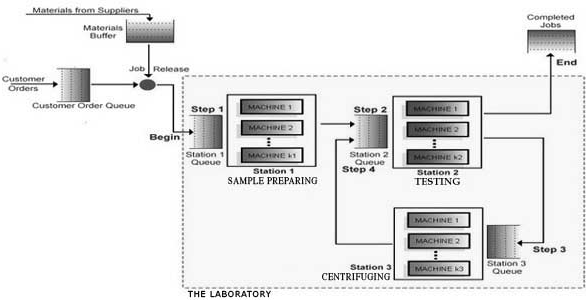 Materials from Suppliers
Materials
Buffer
Completed
Jobs
Job Release
End
Customer
Orders
Customer Order Queue
Begin
Step 1
Station 1
Queue
MACHINE 1
MACHINE 2
MACHINE k1
Station 1
SAMPLE PREPARING
Step 2
Station 2
Queue
Step 4
MACHINE 1
MACHINE 2
MACHINE k2
Station 2
TESTING
MACHINE 1
MACHINE 2
MACHINE k3
Station 3
CENTRIFUGING
Step 3
Station 3
Queue
THE LABORATORY